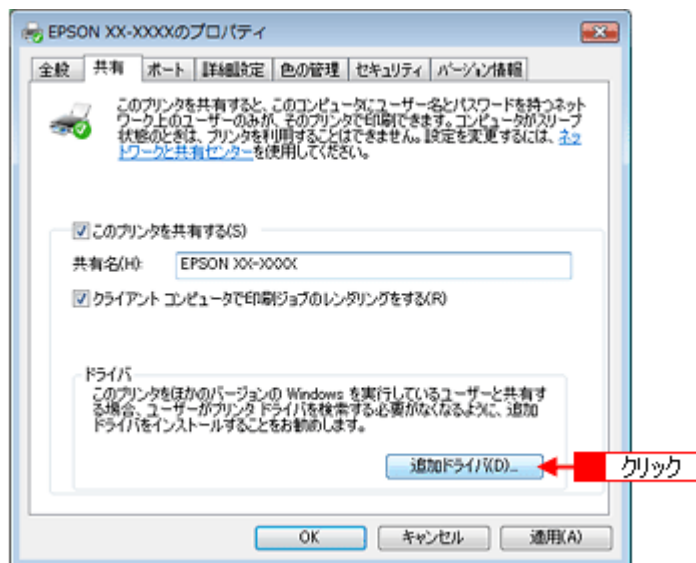 EPSON XX-XXXXのプロパティ
全般 共有 ポート 詳細設定 色の管理 セキュリティ バージョン情報
このプリンタを共有すると、このコンピュータにユーザー名とパスワードを持つネット
ワーク上のユーザーのみが、そのプリンタで印刷できます。コンピュータがスリープ
状態のときは、プリンタを利用することはできません。設定を変更するには、ネッ
トワークと共有センターを使用してください。
このプリンタを共有する(S)
共有名(H): EPSON XX-XXXX
クライアント コンピュータで印刷ジョブのレンダリングをする(R)
ドライバ
このプリンタをほかのバージョンの Windows を実行しているユーザーと共有す
る場合、ユーザーがプリンタ ドライバを検索する必要がなくなるように、追加
ドライバをインストールすることをお勧めします。
追加ドライバ(D)...
クリック
OK キャンセル 適用(A)